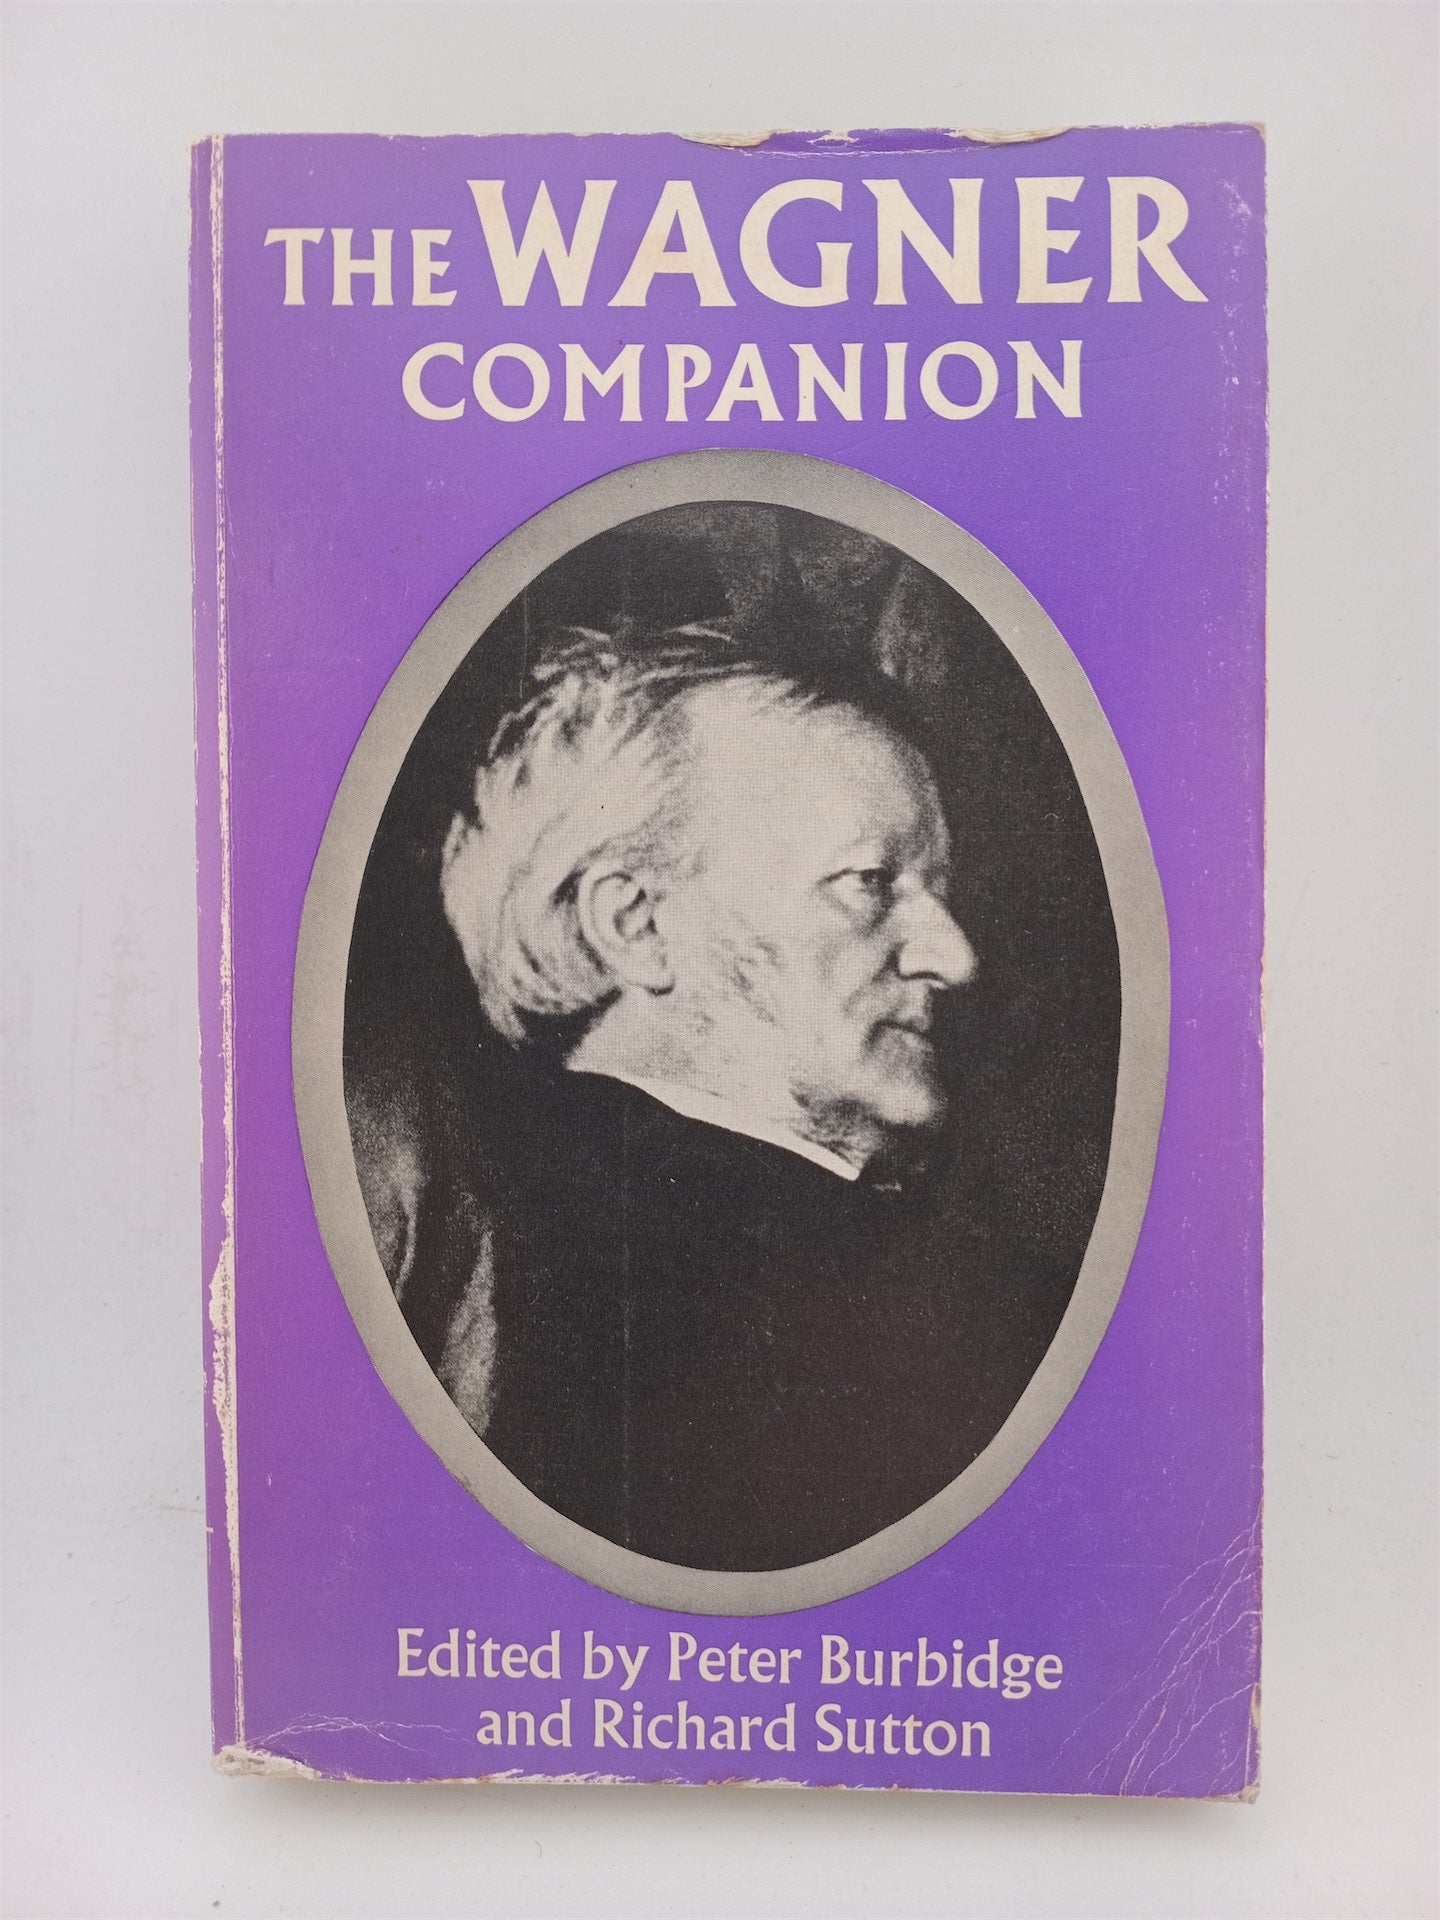 THE WAGNER
COMPANION
Edited by Peter Burbidge
and Richard Sutton